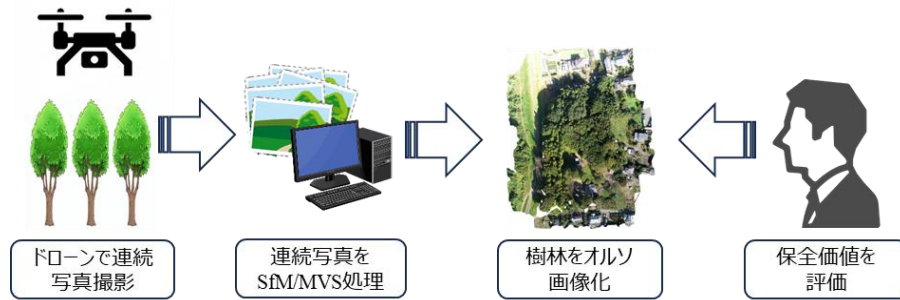 ドローンで連続
写真撮影
連続写真を
SfM/MVS処理
樹林をオルソ
画像化
保全価値を
評価